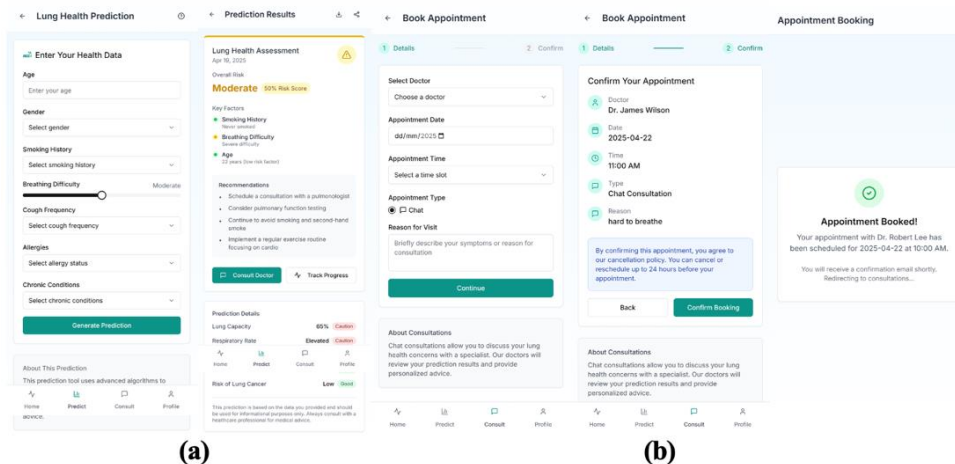 Lung Health Prediction
Enter Your Health Data
Age
Enter your age
Gender
Select gender
Smoking History
Select smoking history
Breathing Difficulty
Moderate
Cough Frequency
Select cough frequency
Allergies
Select allergy status
Chronic Conditions
Select chronic conditions
Generate Prediction
About This Prediction
This prediction tool uses advanced algorithms to
advice.
Home
Predict
Consult
Profile
Prediction Results
Lung Health Assessment
Apr 19, 2025
Overall Risk
Moderate 50% Risk Score
Key Factors
Smoking History
Never smoked
Breathing Difficulty
Severe difficulty
Age
22 years (low risk factor)
Recommendations
Schedule a consultation with a pulmonologist
Consider pulmonary function testing
Continue to avoid smoking and second-hand
smoke
Implement a regular exercise routine
focusing on cardio
Consult Doctor
Track Progress
Prediction Details
Lung Capacity 65% Caution
Respiratory Rate Elevated Caution
Home
Predict
Consult
Profile
Risk of Lung Cancer Low Good
This prediction is based on the data you provided and should
be used for informational purposes only. Always consult with a
healthcare professional for medical advice.
(a)
Book Appointment
1 Details
2 Confirm
Select Doctor
Choose a doctor
Appointment Date
dd/mm/2025
Appointment Time
Select a time slot
Appointment Type
Chat
Reason for Visit
Briefly describe your symptoms or reason for
consultation
Continue
About Consultations
Chat consultations allow you to discuss your lung
health concerns with a specialist. Our doctors will
review your prediction results and provide
personalized advice.
Home
Predict
Consult
Profile
Book Appointment
1 Details
2 Confirm
Confirm Your Appointment
Doctor
Dr. James Wilson
Date
2025-04-22
Time
11:00 AM
Type
Chat Consultation
Reason
hard to breathe
By confirming this appointment, you agree to
our cancellation policy. You can cancel or
reschedule up to 24 hours before your
appointment.
Back
Confirm Booking
About Consultations
Chat consultations allow you to discuss your lung
health concerns with a specialist. Our doctors will
review your prediction results and provide
personalized advice.
Home
Predict
Consult
Profile
Appointment Booking
Appointment Booked!
Your appointment with Dr. Robert Lee has
been scheduled for 2025-04-22 at 10:00 AM.
You will receive a confirmation email shortly.
Redirecting to consultations...
(b)